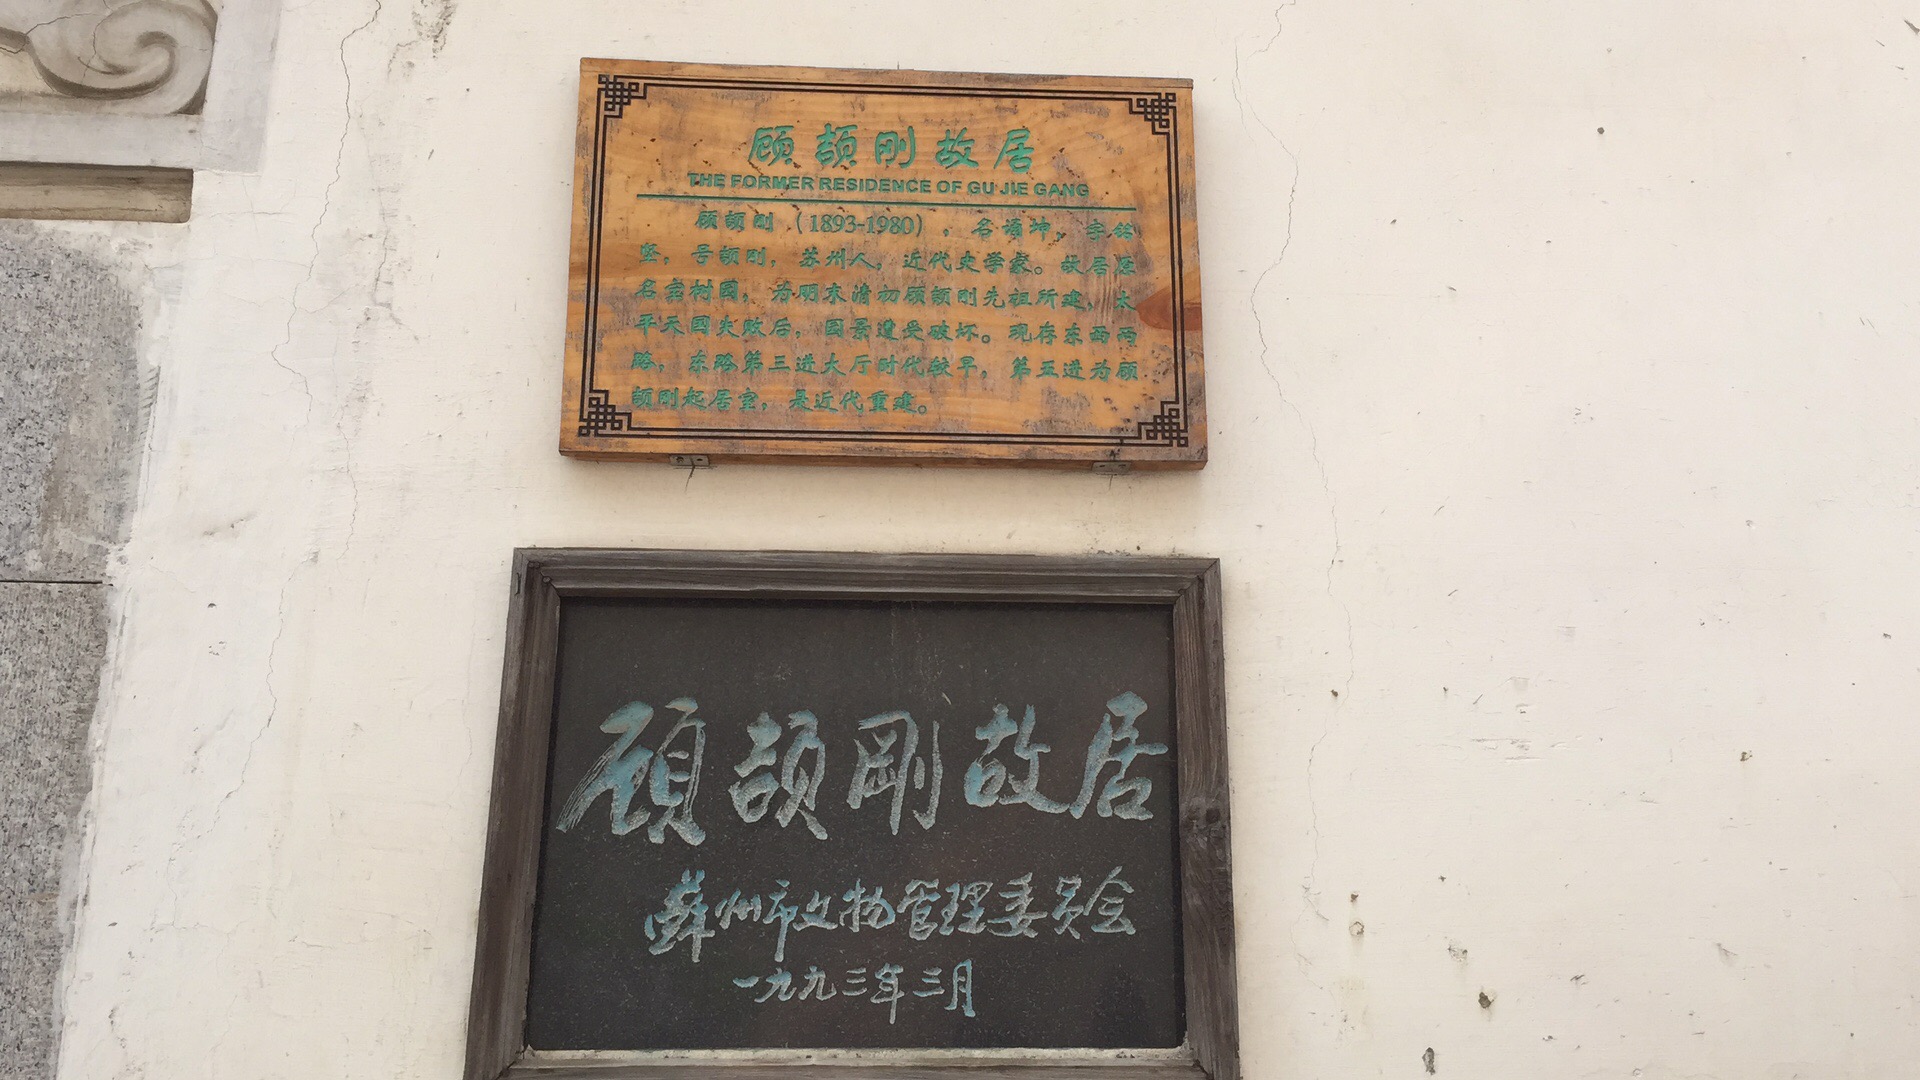 顾颉刚故居
THE FORMER RESIDENCE OF GU JIE GANG
顾颉刚（1893-1980），名诵坤，字铭
坚，号颉刚，苏州人，近代史学家。故居原
名宝树园，为明末清初顾颉刚先祖所建，太
平天国失败后，园景遭受破坏。现存东西两
路，东路第三进大厅时代较早，第五进为顾
颉刚起居室，是近代重建。
顾颉剛故居
蘇州市文物管理委员会
一九九三年三月